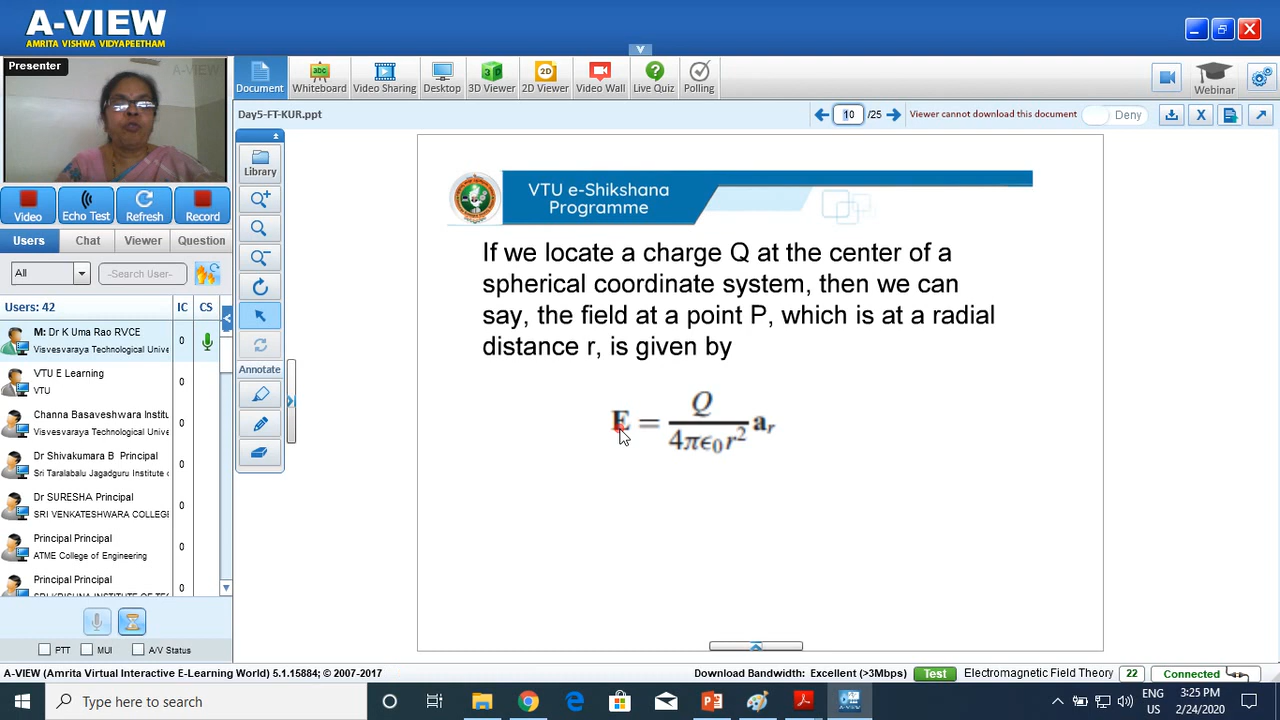 A-VIEW
AMRITA VISHWA VIDYAPEETHAM
Presenter
A-VIEW
Document
Whiteboard
abc
Video Sharing
Desktop
3D Viewer
3D
2D Viewer
2D
Video Wall
Live Quiz
Polling
Webinar
Day5-FT-KUR.ppt
10 /25
Viewer cannot download this document
Deny
X
Video
Echo Test
Refresh
Record
Users
Chat
Viewer
Question
All
-Search User-
Users: 42
IC
CS
M: Dr K Uma Rao RVCE
Visvesvaraya Technological Unive
0
VTU E Learning
VTU
0
Channa Basaveshwara Institu
Visvesvaraya Technological Unive
0
Dr Shivakumara B Principal
Sri Taralabalu Jagadguru Institute
0
Dr SURESHA Principal
SRI VENKATESHWARA COLLEGE
0
Principal Principal
ATME College of Engineering
0
Principal Principal
0
PTT
MUI
A/V Status
Library
Annotate
VTU e-Shikshana
Programme
If we locate a charge Q at the center of a
spherical coordinate system, then we can
say, the field at a point P, which is at a radial
distance r, is given by
E = Q / 4πϵ₀r² aᵣ
A-VIEW (Amrita Virtual Interactive E-Learning World) 5.1.15884; © 2007-2017
Download Bandwidth: Excellent (>3Mbps)
Test
Electromagnetic Field Theory
22
Connected
Type here to search
ENG
US
3:25 PM
2/24/2020